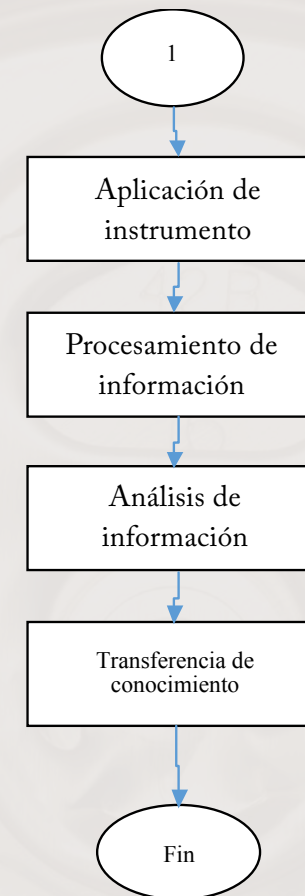 1
Aplicación de
instrumento
Procesamiento de
información
Análisis de
información
Transferencia de
conocimiento
Fin